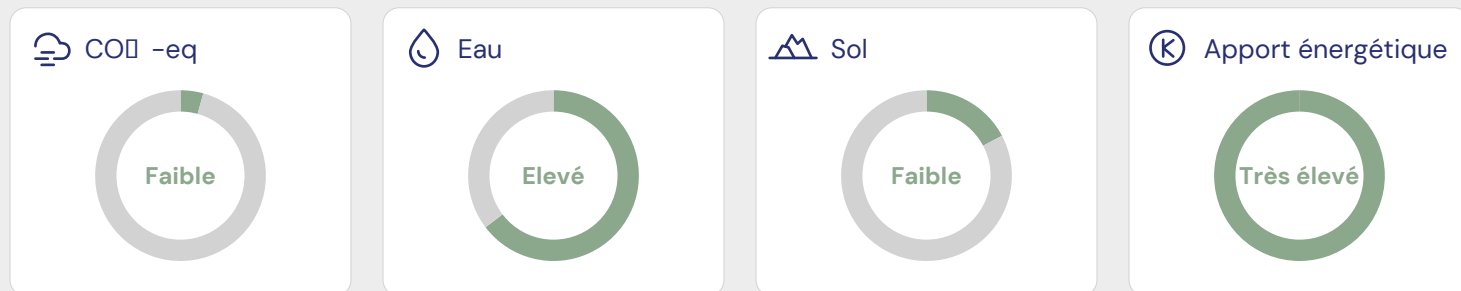 CO▯ -eq
Faible
Eau
Elevé
Sol
Faible
Apport énergétique
Très élevé